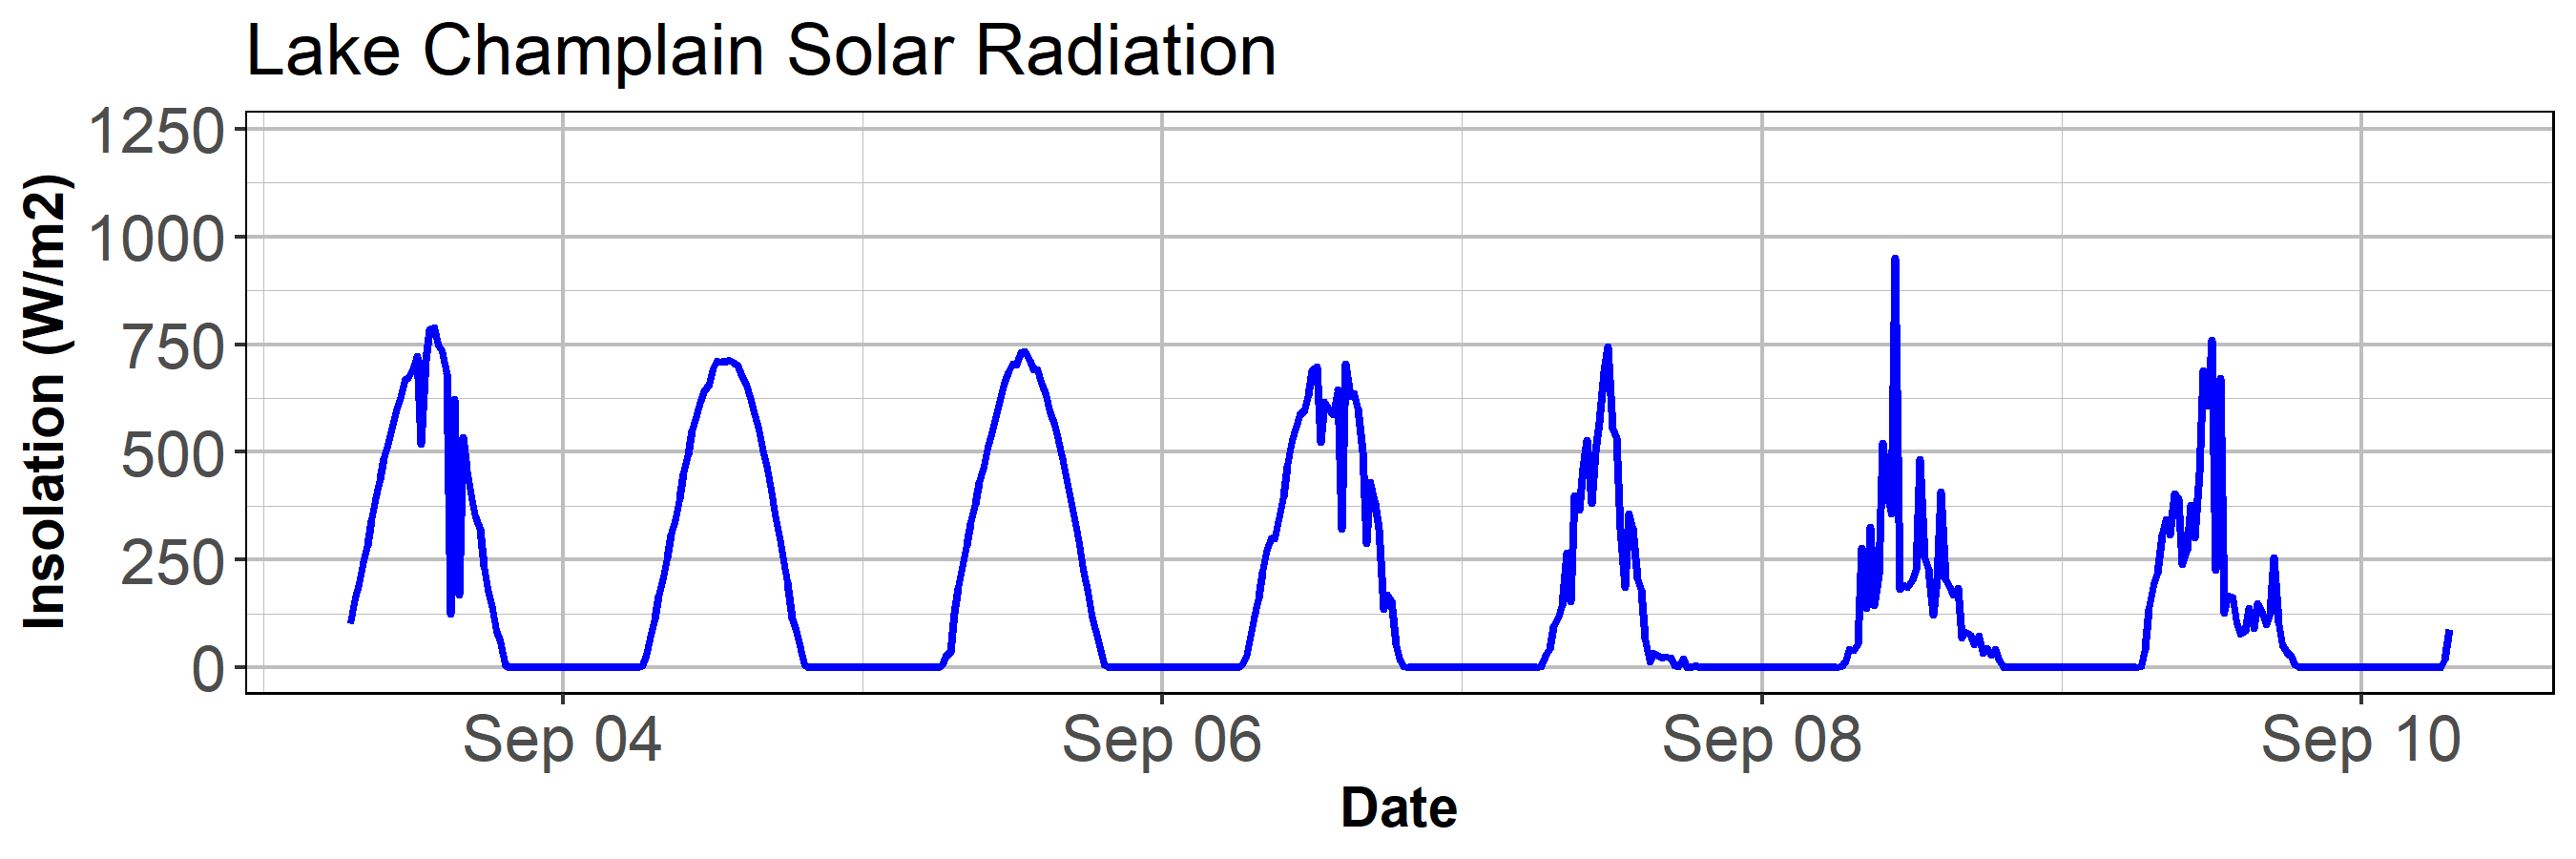 Lake Champlain Solar Radiation
Insolation (W/m2)
1250
1000
750
500
250
0
Sep 04 Sep 06 Sep 08 Sep 10
Date